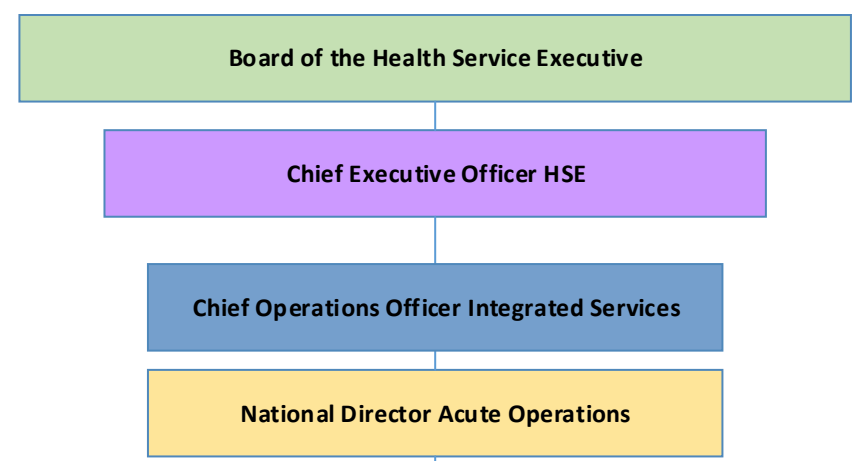 Board of the Health Service Executive
Chief Executive Officer HSE
Chief Operations Officer Integrated Services
National Director Acute Operations